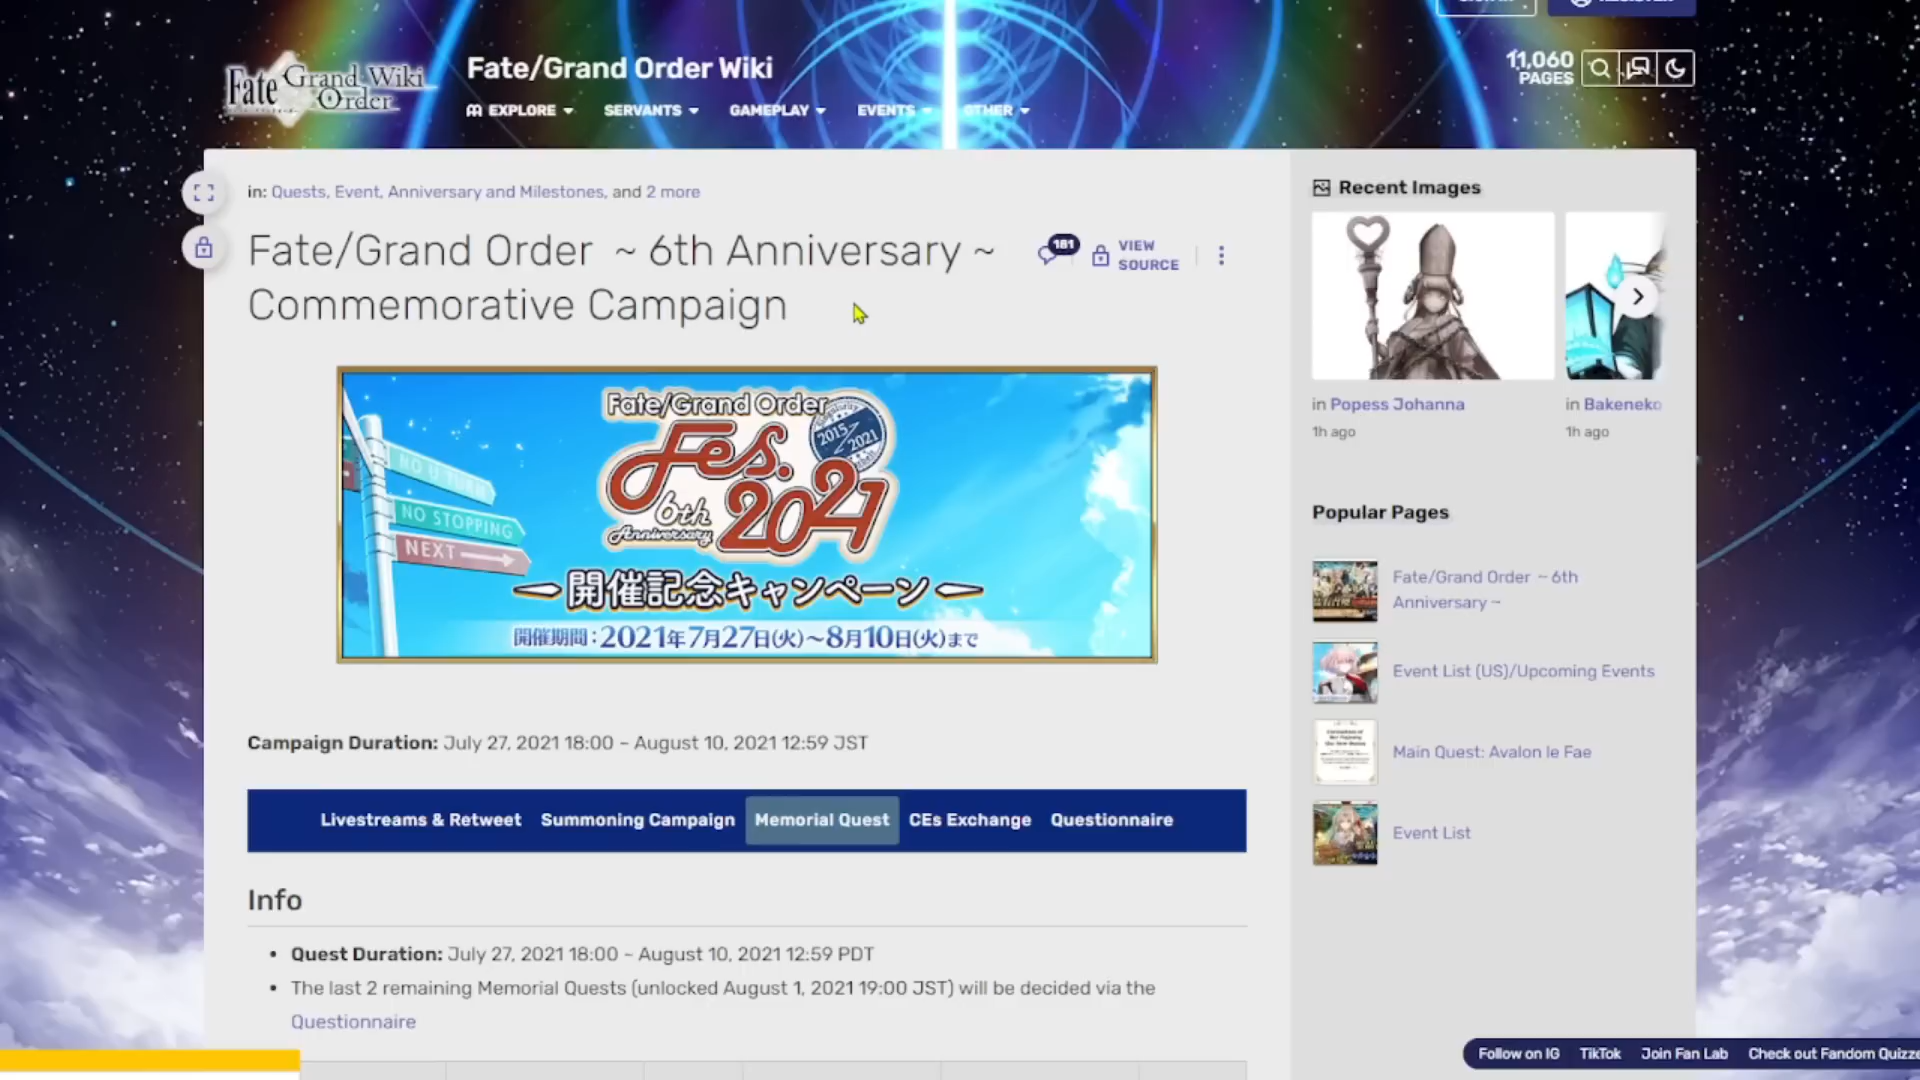 Fate/Grand Order Wiki
Fate/Grand Order Wiki
11,060
PAGES
EXPLORE
SERVANTS
GAMEPLAY
EVENTS
OTHER
in: Quests, Event, Anniversary and Milestones, and 2 more
Fate/Grand Order ~ 6th Anniversary ~
Commemorative Campaign
181
VIEW
SOURCE
Fate/Grand Order
Fes.
2015/2021
6th
Anniversary
2021
NO U TURN
NO STOPPING
NEXT
開催記念キャンペーン
開催期間：2021年7月27日(火)～8月10日(火)まで
Campaign Duration: July 27, 2021 18:00 ~ August 10, 2021 12:59 JST
Livestreams & Retweet
Summoning Campaign
Memorial Quest
CEs Exchange
Questionnaire
Info
• Quest Duration: July 27, 2021 18:00 ~ August 10, 2021 12:59 PDT
• The last 2 remaining Memorial Quests (unlocked August 1, 2021 19:00 JST) will be decided via the
Questionnaire
Recent Images
in Popess Johanna
1h ago
in Bakeneko
1h ago
Popular Pages
Fate/Grand Order ~ 6th
Anniversary ~
Event List (US)/Upcoming Events
Main Quest: Avalon le Fae
Event List
Follow on IG
TikTok
Join Fan Lab
Check out Fandom Quizze